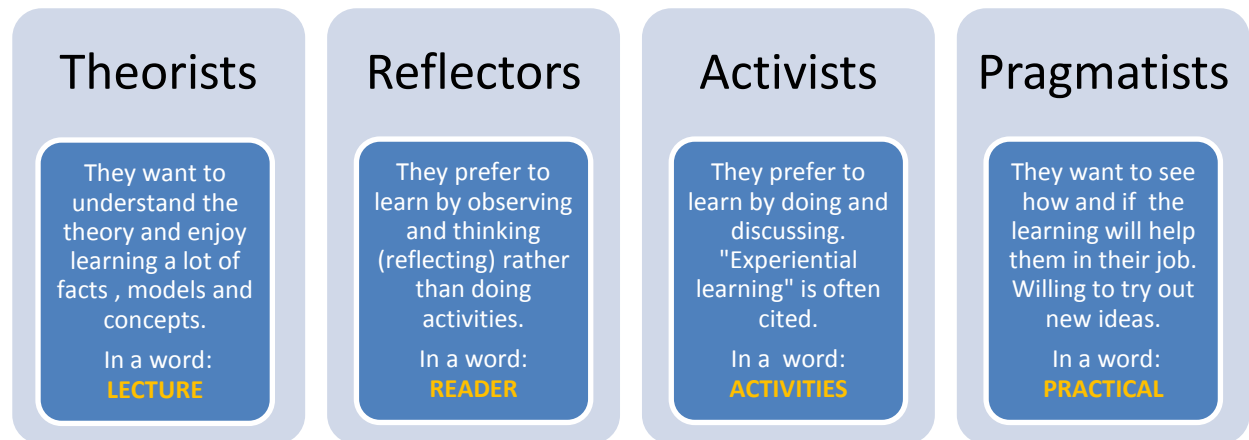 Theorists
They want to
understand the
theory and enjoy
learning a lot of
facts , models and
concepts.
In a word:
LECTURE
Reflectors
They prefer to
learn by observing
and thinking
(reflecting) rather
than doing
activities.
In a word:
READER
Activists
They prefer to
learn by doing and
discussing.
"Experiential
learning" is often
cited.
In a  word:
ACTIVITIES
Pragmatists
They want to see
how and if  the
learning will help
them in their job.
Willing to try out
new ideas.
In a word:
PRACTICAL